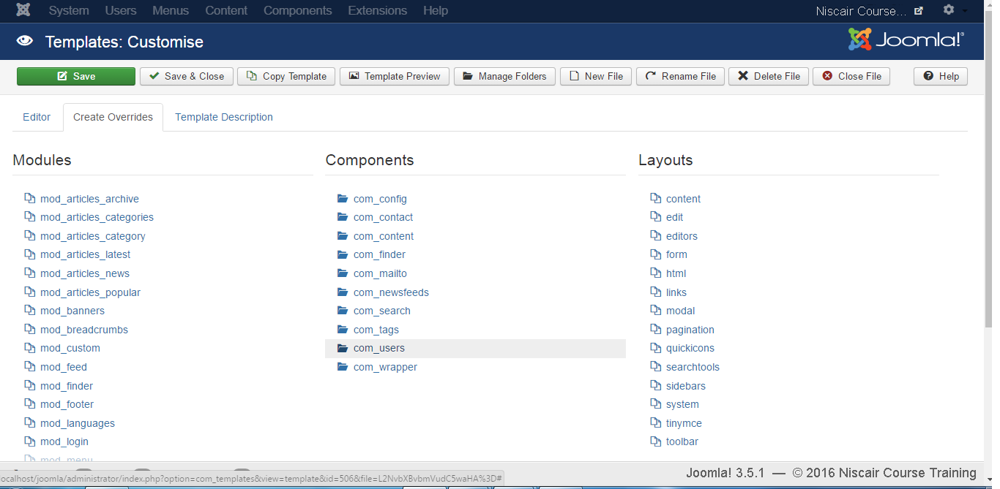 System Users Menus Content Components Extensions Help Niscair Course...
Templates: Customise Joomla!®
Save Save & Close Copy Template Template Preview Manage Folders New File Rename File Delete File Close File Help
Editor Create Overrides Template Description
Modules
mod_articles_archive
mod_articles_categories
mod_articles_category
mod_articles_latest
mod_articles_news
mod_articles_popular
mod_banners
mod_breadcrumbs
mod_custom
mod_feed
mod_finder
mod_footer
mod_languages
mod_login
mod_menu
Components
com_config
com_contact
com_content
com_finder
com_mailto
com_newsfeeds
com_search
com_tags
com_users
com_wrapper
Layouts
content
edit
editors
form
html
links
modal
pagination
quickicons
searchtools
sidebars
system
tinymce
toolbar
localhost/joomla/administrator/index.php?option=com_templates&view=template&id=506&file=L2NvbXBvbmVudC5waHA%3D#
Joomla! 3.5.1 — © 2016 Niscair Course Training